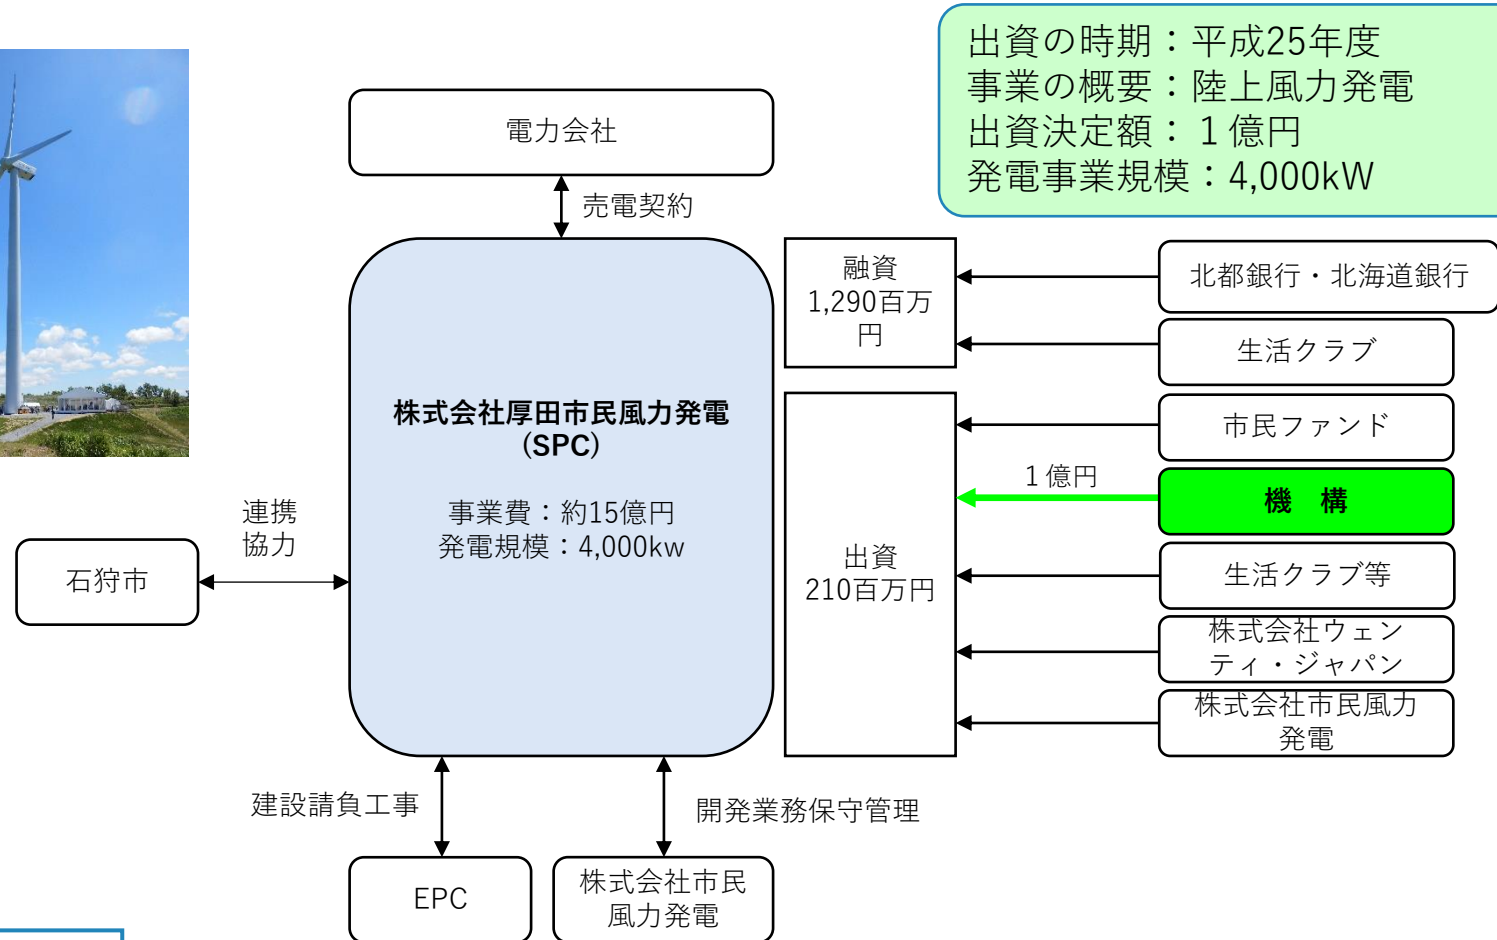 出資の時期：平成25年度
事業の概要：陸上風力発電
出資決定額：１億円
発電事業規模：4,000kW
電力会社
売電契約
融資
1,290百万
円
北都銀行・北海道銀行
生活クラブ
株式会社厚田市民風力発電
(SPC)
事業費：約15億円
発電規模：4,000kw
市民ファンド
１億円
機　構
出資
210百万円
生活クラブ等
株式会社ウェン
ティ・ジャパン
株式会社市民風力
発電
連携
協力
石狩市
建設請負工事
開発業務保守管理
EPC
株式会社市民
風力発電